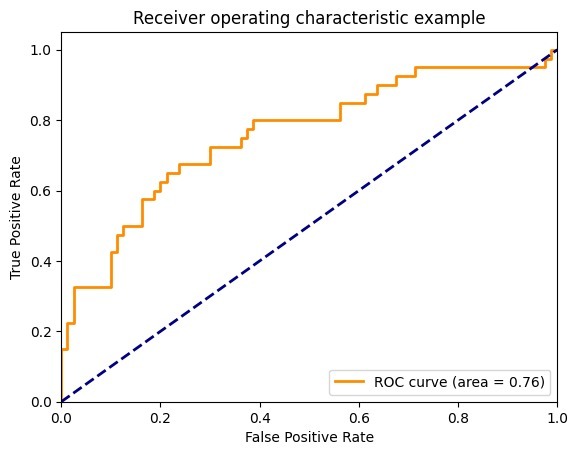 Receiver operating characteristic example
True Positive Rate
1.0
0.8
0.6
0.4
0.2
0.0
ROC curve (area = 0.76)
0.0 0.2 0.4 0.6 0.8 1.0
False Positive Rate